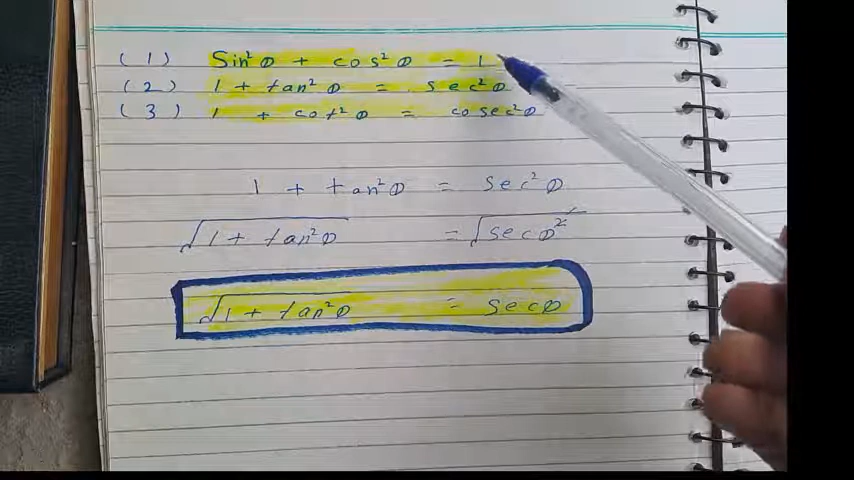 (1) Sin²θ + cos²θ = 1
(2) 1 + tan²θ = sec²θ
(3) 1 + cot²θ = cosec²θ
1 + tan²θ = sec²θ
√1 + tan²θ = √secθ²
√1 + tan²θ = secθ